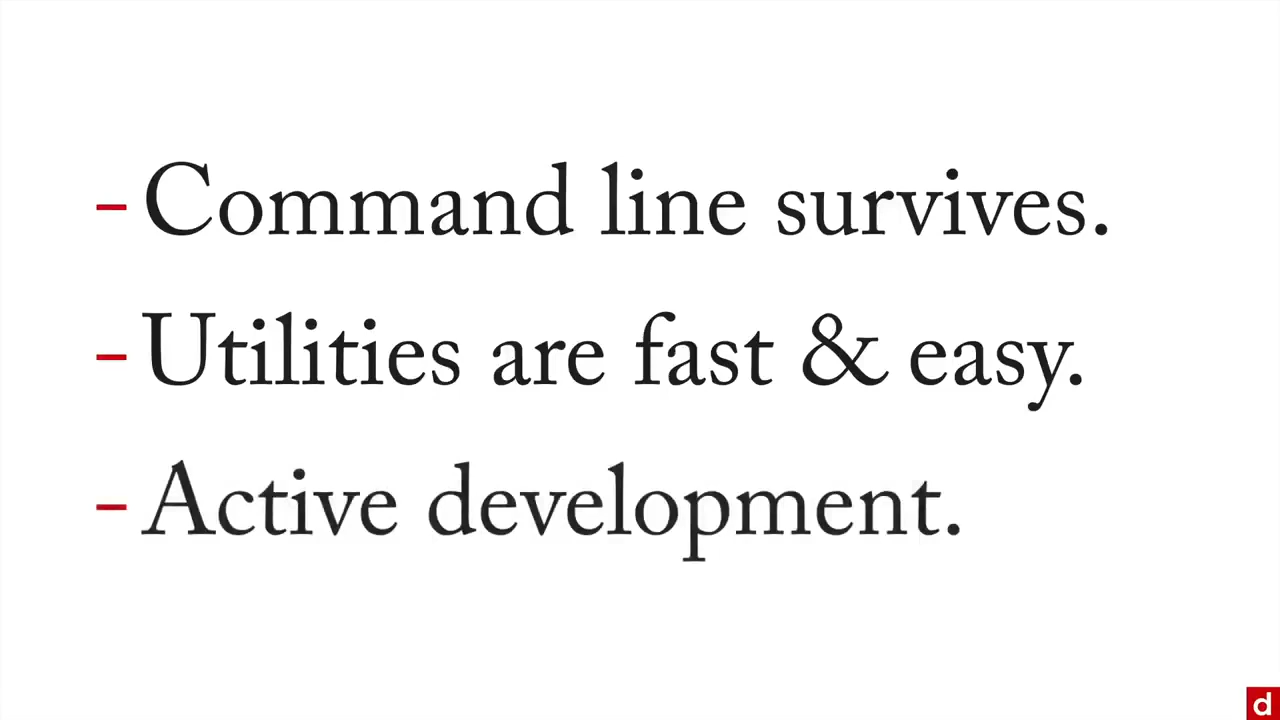 - Command line survives.
- Utilities are fast & easy.
- Active development.
d